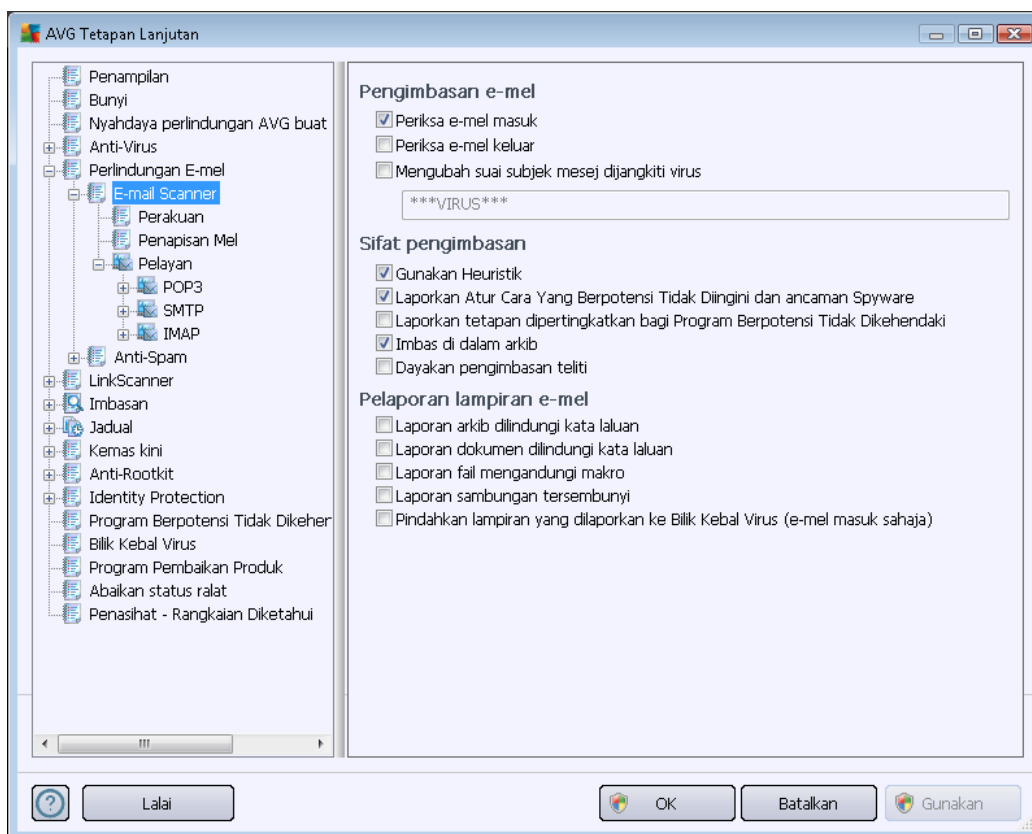 AVG Tetapan Lanjutan
Penampilan
Bunyi
Nyahdaya perlindungan AVG buat
Anti-Virus
Perlindungan E-mel
E-mail Scanner
Perakuan
Penapisan Mel
Pelayan
POP3
SMTP
IMAP
Anti-Spam
LinkScanner
Imbasan
Jadual
Kemas kini
Anti-Rootkit
Identity Protection
Program Berpotensi Tidak Dikeher
Bilik Kebal Virus
Program Pembaikan Produk
Abaikan status ralat
Penasihat - Rangkaian Diketahui
Pengimbasan e-mel
Periksa e-mel masuk
Periksa e-mel keluar
Mengubah suai subjek mesej dijangkiti virus
***VIRUS***
Sifat pengimbasan
Gunakan Heuristik
Laporkan Atur Cara Yang Berpotensi Tidak Diingini dan ancaman Spyware
Laporkan tetapan dipertingkatkan bagi Program Berpotensi Tidak Dikehendaki
Imbas di dalam arkib
Dayakan pengimbasan teliti
Pelaporan lampiran e-mel
Laporan arkib dilindungi kata laluan
Laporan dokumen dilindungi kata laluan
Laporan fail mengandungi makro
Laporan sambungan tersembunyi
Pindahkan lampiran yang dilaporkan ke Bilik Kebal Virus (e-mel masuk sahaja)
Lalai
OK
Batalkan
Gunakan